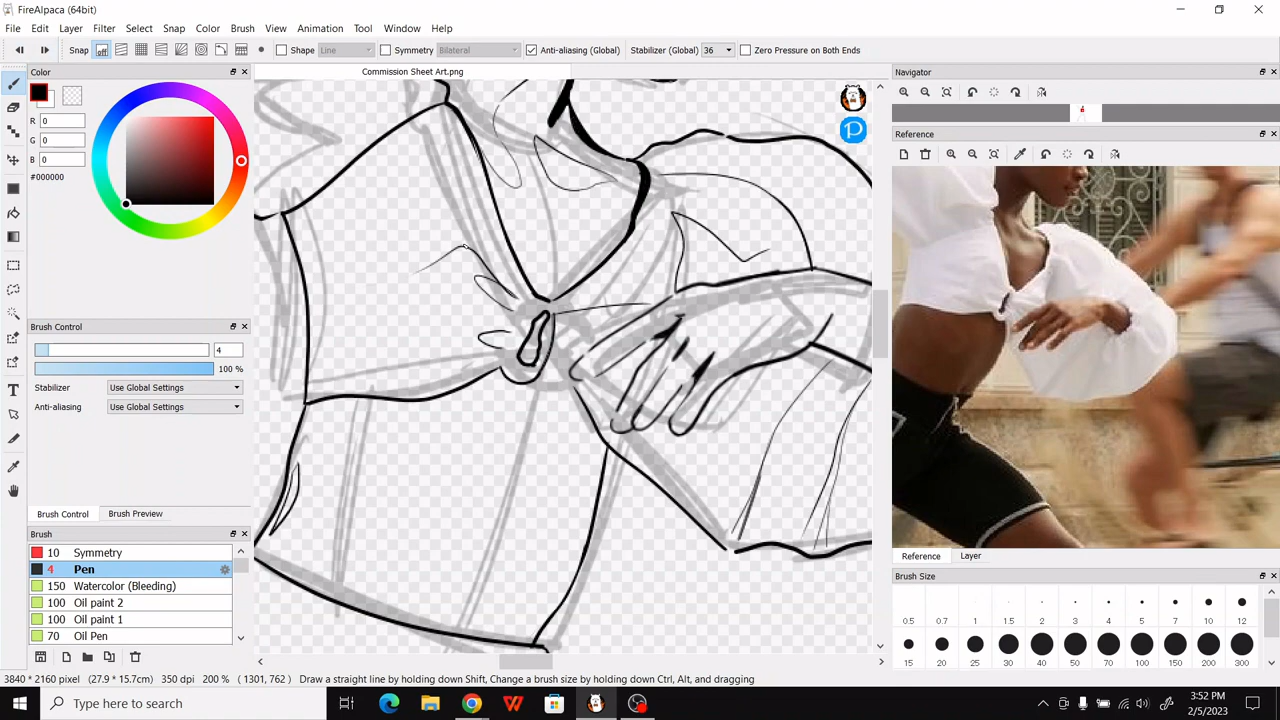 FireAlpaca (64bit)
File Edit Layer Filter Select Snap Color Brush View Animation Tool Window Help
Snap off Shape Line Symmetry Bilateral Anti-aliasing (Global) Stabilizer (Global) 36 Zero Pressure on Both Ends
Color
Commission Sheet Art.png
Navigator
R 0
G 0
B 0
#000000
Reference
Brush Control
4
100 %
Stabilizer Use Global Settings
Anti-aliasing Use Global Settings
Brush Control Brush Preview
Brush
10 Symmetry
4 Pen
150 Watercolor (Bleeding)
100 Oil paint 2
100 Oil paint 1
70 Oil Pen
Reference Layer
Brush Size
0.5 0.7 1 1.5 2 3 4 5 7 10 12
15 20 25 30 40 50 70 100 150 200 300
3840 * 2160 pixel (27.9 * 15.7cm) 350 dpi 200 % ( 1301, 762 ) Draw a straight line by holding down Shift, Change a brush size by holding down Ctrl, Alt, and dragging
Type here to search
3:52 PM
2/5/2023